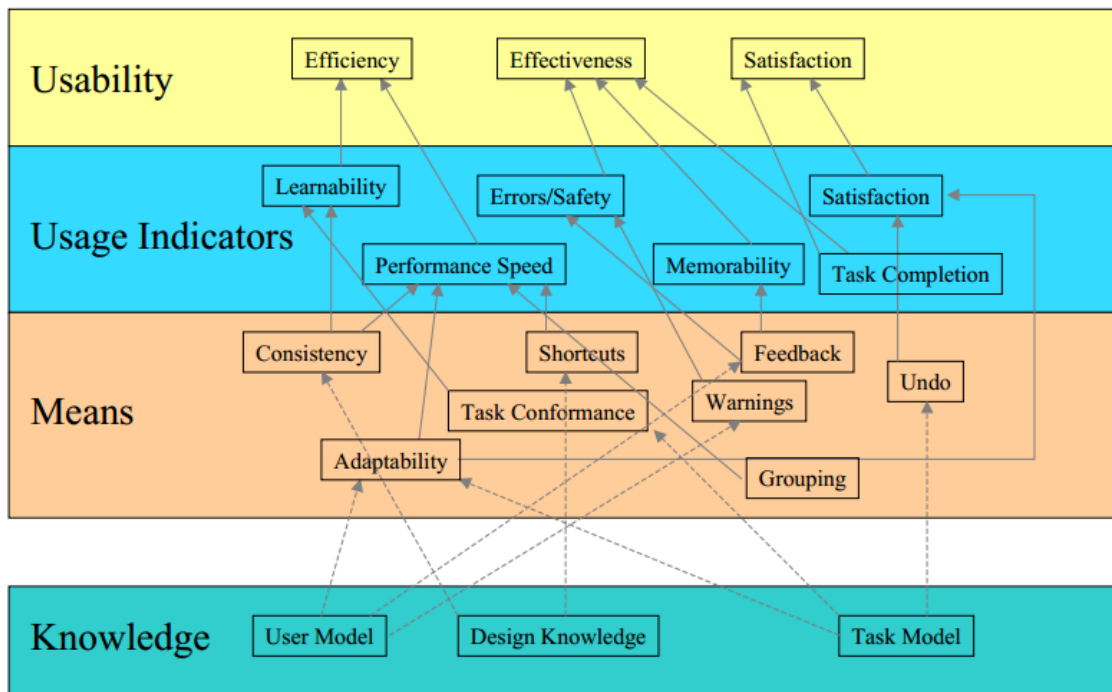 Usability
Efficiency
Effectiveness
Satisfaction
Usage Indicators
Learnability
Errors/Safety
Satisfaction
Performance Speed
Memorability
Task Completion
Means
Consistency
Shortcuts
Feedback
Undo
Task Conformance
Warnings
Adaptability
Grouping
Knowledge
User Model
Design Knowledge
Task Model